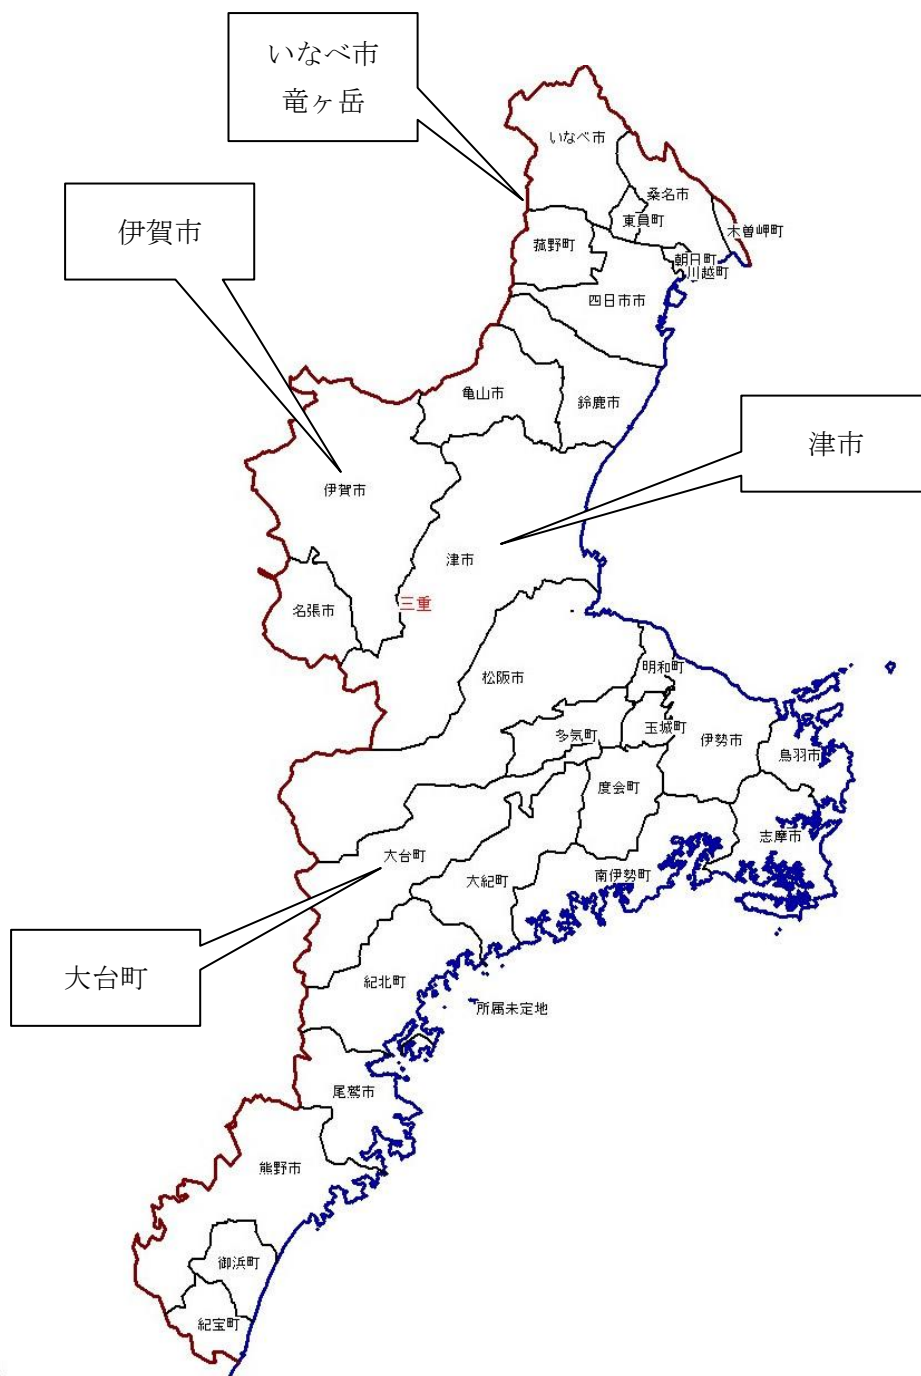 いなべ市
竜ヶ岳
いなべ市
伊賀市
桑名市
東員町
木曽岬町
菰野町
朝日町
川越町
四日市市
亀山市
鈴鹿市
津市
伊賀市
津市
名張市
三重
明和町
松阪市
玉城町
多気町
伊勢市
鳥羽市
度会町
志摩市
大台町
南伊勢町
大紀町
大台町
紀北町
所属未定地
尾鷲市
熊野市
御浜町
紀宝町